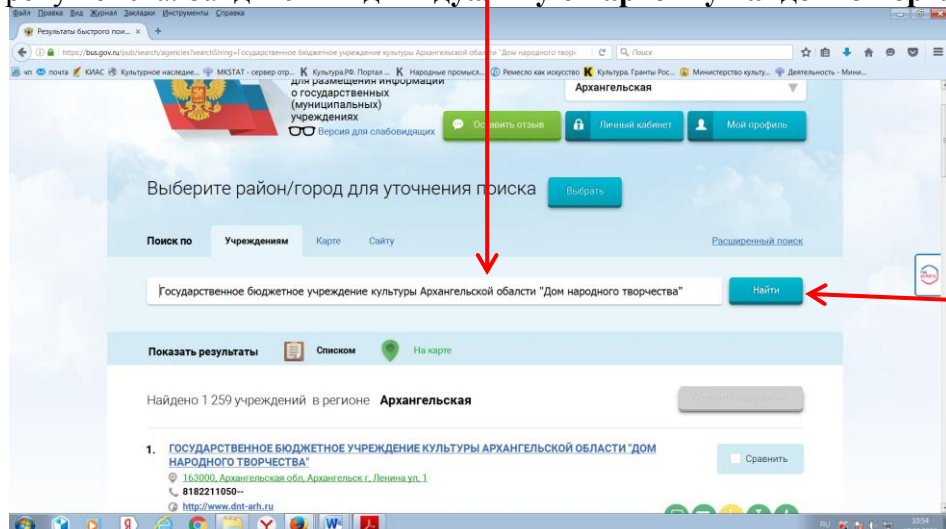 Файл Правка Вид Журнал Закладки Инструменты Справка
Результаты быстрого пои... × +
https://bus.gov.ru/pub/search/agencies?searchString=Государственное бюджетное учреждение культуры Архангельской обалсти "Дом народного творч Поиск
чп почта КИАС Культурное наследие... MKSTAT - сервер отр... Культура.РФ. Портал ... Народные промысл... Ремесло как искусство Культура. Гранты Рос... Министерство культу... Деятельность - Мини...
для размещения информации
о государственных
(муниципальных)
учреждениях
Версия для слабовидящих
Архангельская
Оставить отзыв Личный кабинет Мой профиль
Выберите район/город для уточнения поиска Выбрать
Поиск по Учреждениям Карте Сайту Расширенный поиск
Государственное бюджетное учреждение культуры Архангельской обалсти "Дом народного творчества" Найти
Показать результаты Списком На карте
Найдено 1 259 учреждений в регионе Архангельская
1. ГОСУДАРСТВЕННОЕ БЮДЖЕТНОЕ УЧРЕЖДЕНИЕ КУЛЬТУРЫ АРХАНГЕЛЬСКОЙ ОБЛАСТИ "ДОМ
НАРОДНОГО ТВОРЧЕСТВА"
Сравнить
163000, Архангельская обл, Архангельск г, Ленина ул, 1
8182211050--
http://www.dnt-arh.ru
RU 10:54